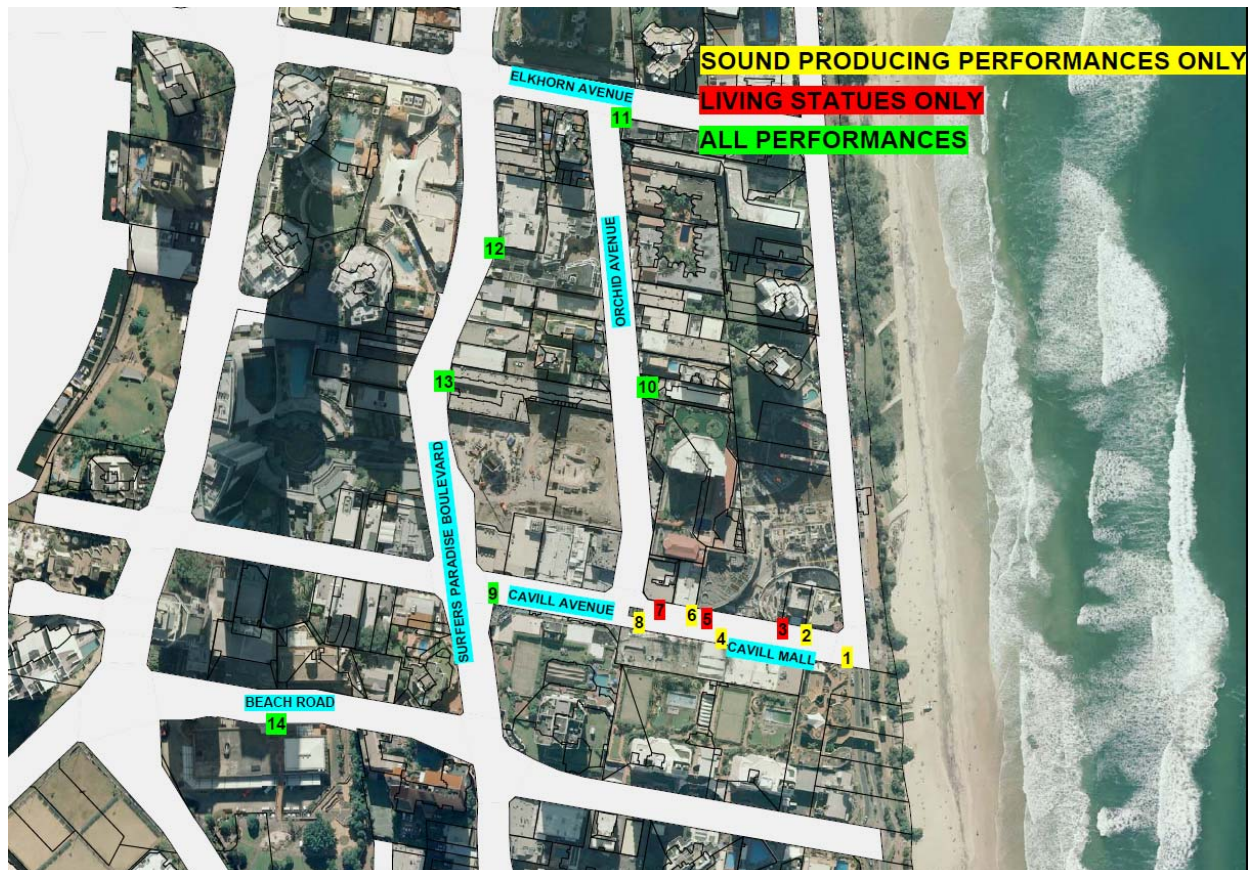 SOUND PRODUCING PERFORMANCES ONLY
ELKHORN AVENUE
LIVING STATUES ONLY
11
ALL PERFORMANCES
12
ORCHID AVENUE
13
10
SURFERS PARADISE BOULEVARD
9
CAVILL AVENUE
8
7
6
5
4
3
2
CAVILL MALL
1
BEACH ROAD
14